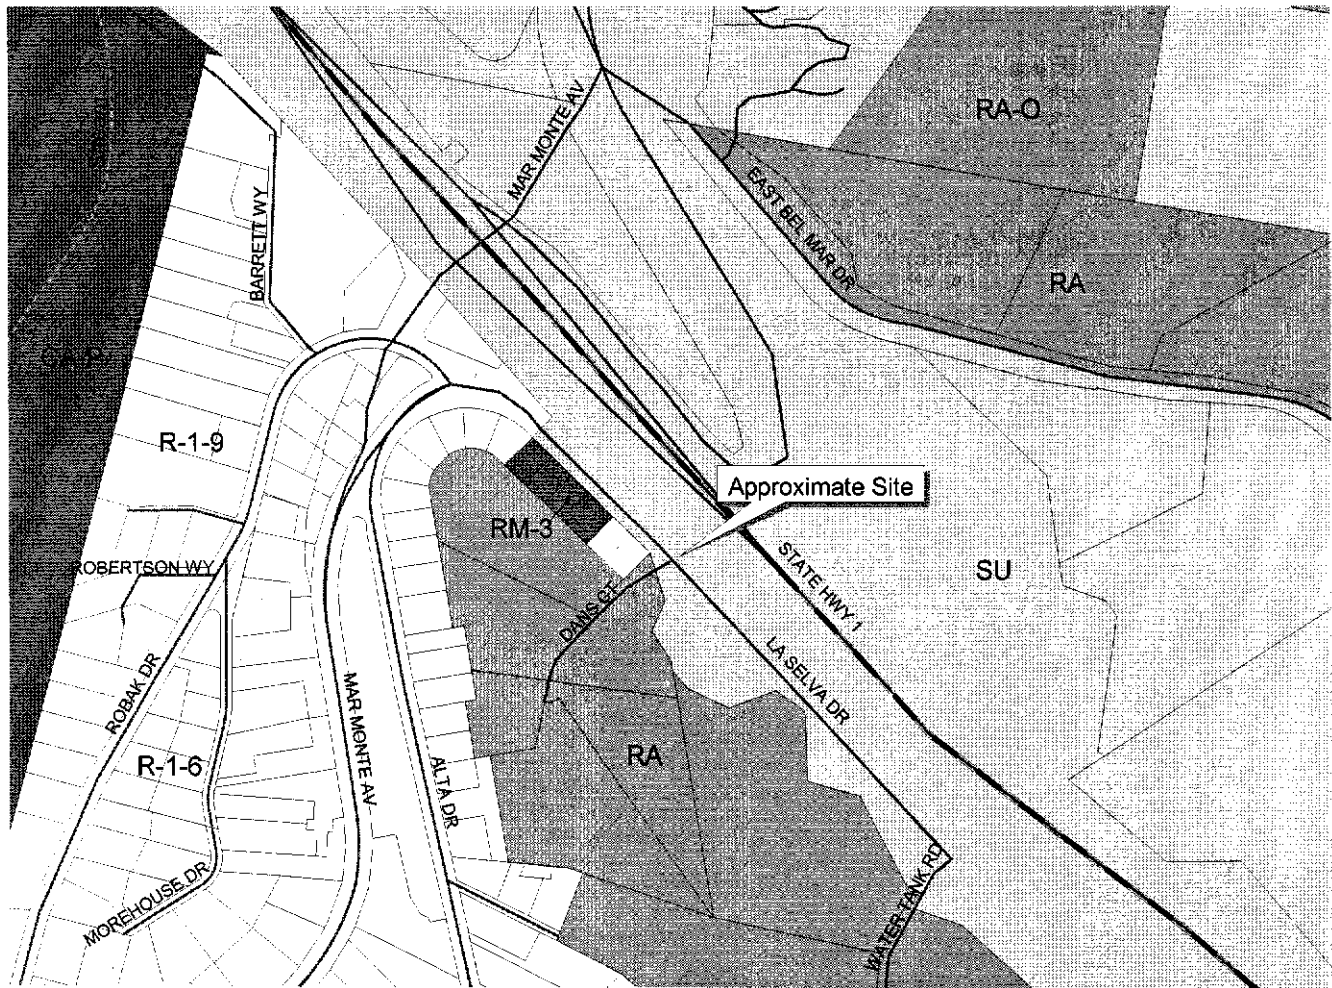 RA-O
MAR MONTE AV
EAST BEL MAR DR
BARRETT WY
RA
R-1-9
Approximate Site
RM-3
STATE HWY 1
SU
ROBERTSON WY
DAWS CT
LA SELVA DR
ROBAK DR
MAR MONTE AV
RA
R-1-6
ALTA DR
WATER TANK RD
MOREHOUSE DR